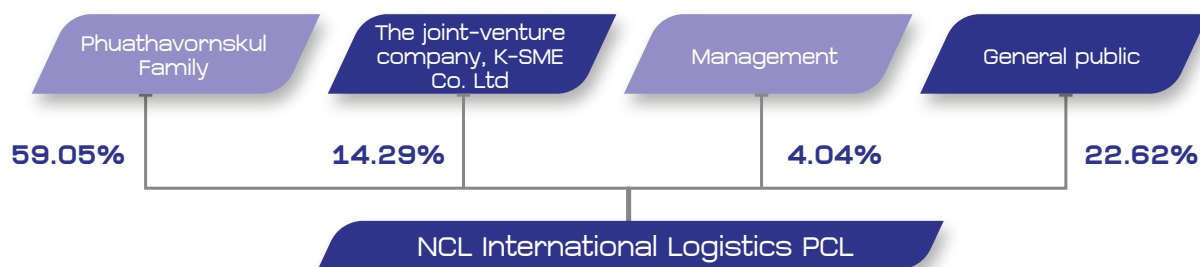 Phuathavornskul
Family
The joint-venture
company, K-SME
Co. Ltd
Management
General public
59.05%
14.29%
4.04%
22.62%
NCL International Logistics PCL